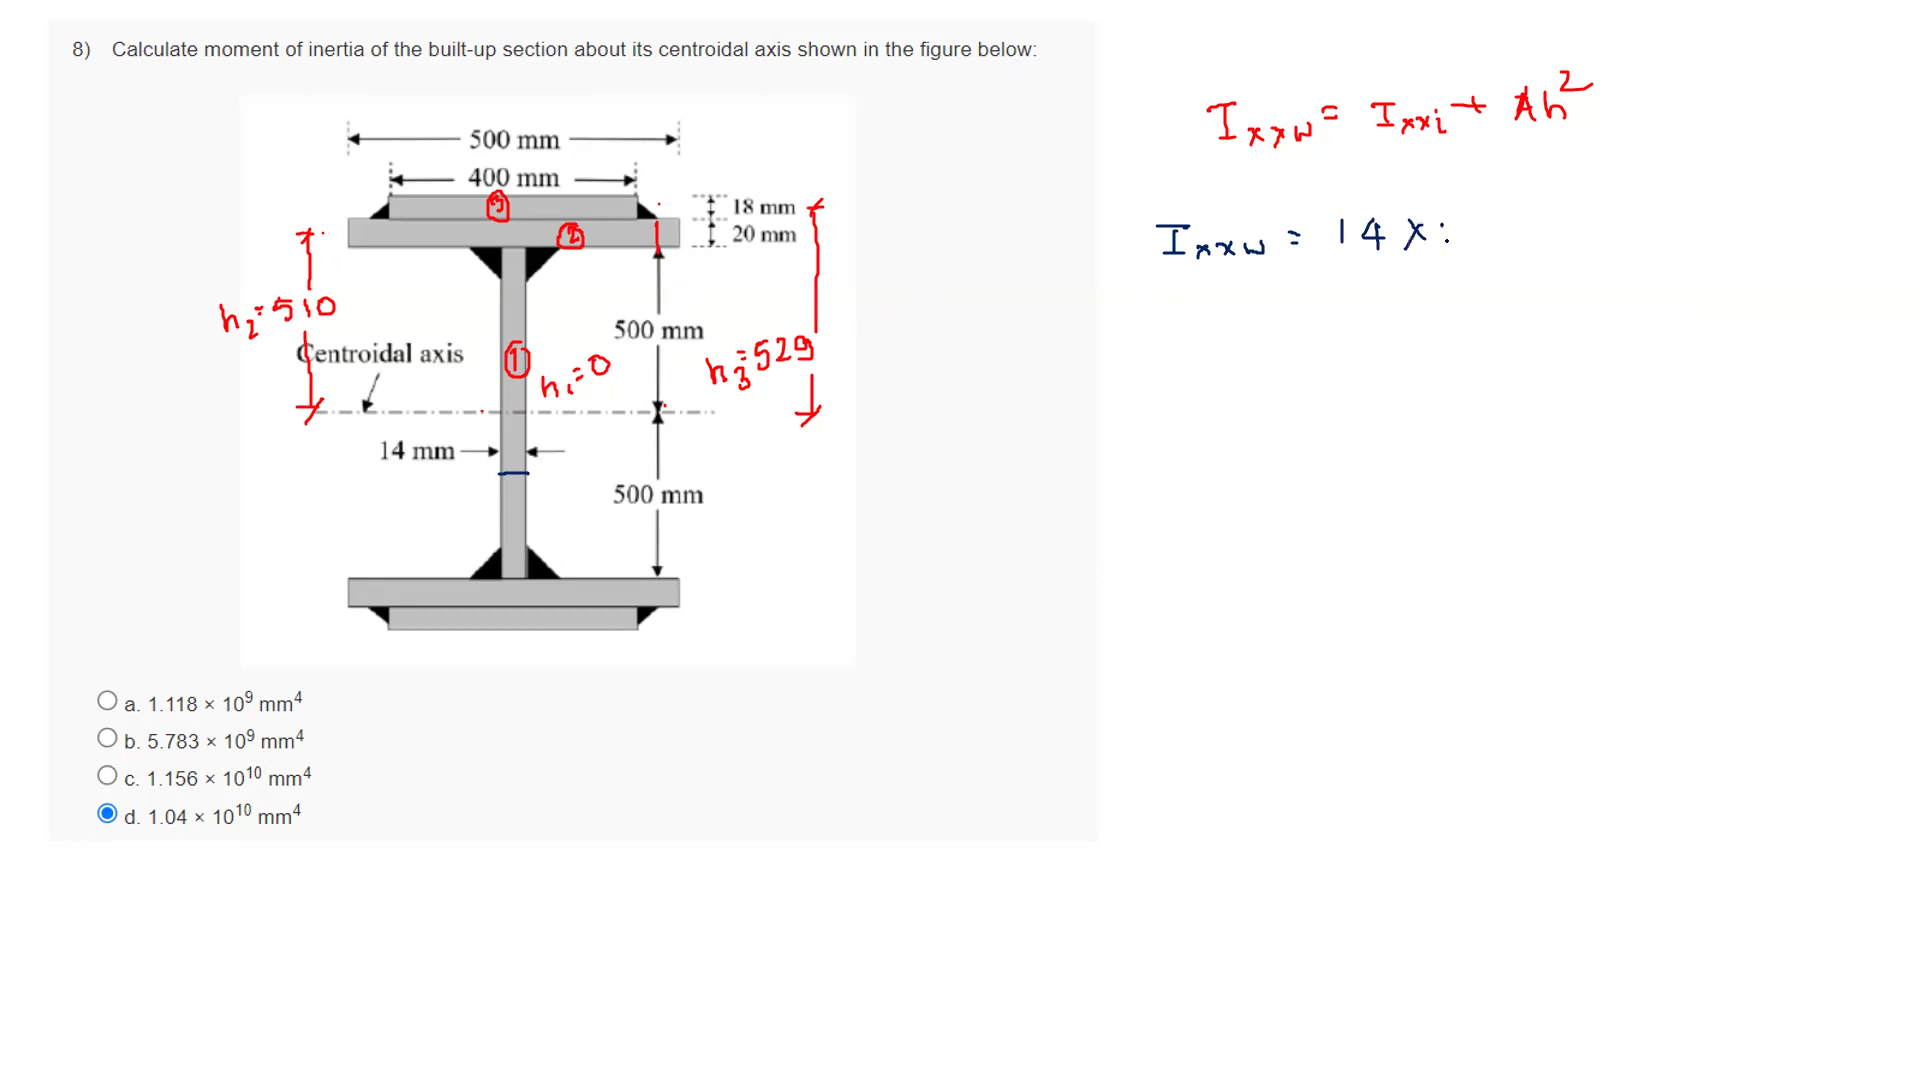 8) Calculate moment of inertia of the built-up section about its centroidal axis shown in the figure below:
500 mm
400 mm
18 mm
20 mm
3
2
h₂=510
500 mm
Centroidal axis
1
h₁=0
h₃=529
14 mm
500 mm
a. 1.118 × 10⁹ mm⁴
b. 5.783 × 10⁹ mm⁴
c. 1.156 × 10¹⁰ mm⁴
d. 1.04 × 10¹⁰ mm⁴
Ixxw = Ixxi + Ah²
Ixxw = 14 x